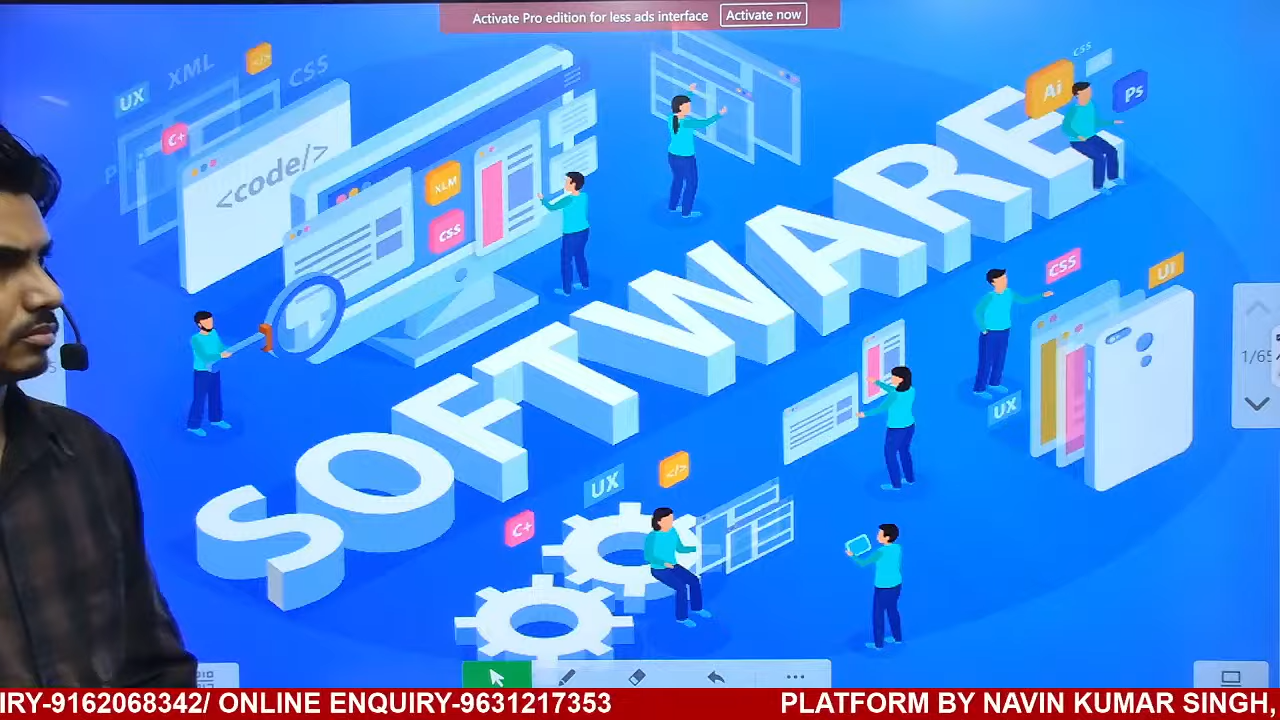 Activate Pro edition for less ads interface Activate now
UX XML </> CSS
C+
<code/>
XLM
CSS
Ai CSS Ps
SOFTWARE
CSS UI
1/65
UX
UX </>
C+
IRY-9162068342/ ONLINE ENQUIRY-9631217353 PLATFORM BY NAVIN KUMAR SINGH,